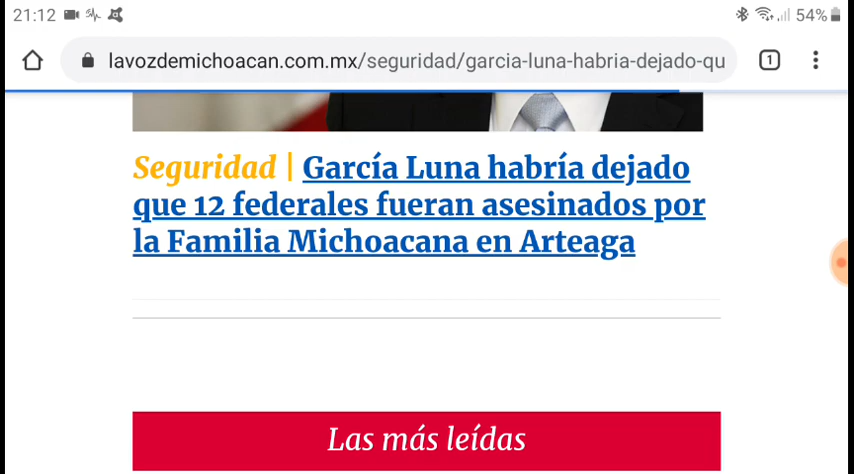 21:12 54%
lavozdemichoacan.com.mx/seguridad/garcia-luna-habria-dejado-qu 1
Seguridad | García Luna habría dejado
que 12 federales fueran asesinados por
la Familia Michoacana en Arteaga
Las más leídas